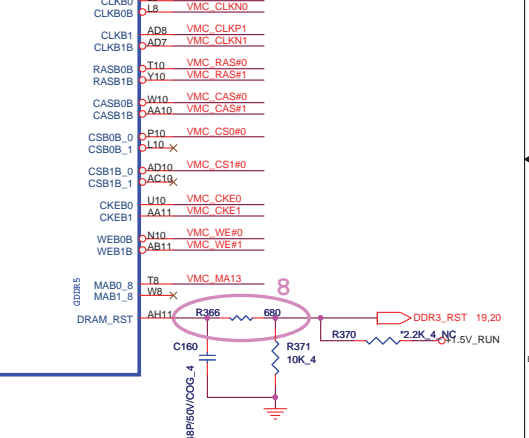 CLKB0
CLKB0B L8 VMC_CLKN0
CLKB1 AD8 VMC_CLKP1
CLKB1B AD7 VMC_CLKN1
RASB0B T10 VMC_RAS#0
RASB1B Y10 VMC_RAS#1
CASB0B W10 VMC_CAS#0
CASB1B AA10 VMC_CAS#1
CSB0B_0 P10 VMC_CS0#0
CSB0B_1 L10
CSB1B_0 AD10 VMC_CS1#0
CSB1B_1 AC10
CKEB0 U10 VMC_CKE0
CKEB1 AA11 VMC_CKE1
WEB0B N10 VMC_WE#0
WEB1B AB11 VMC_WE#1
GDDR5
MAB0_8 T8 VMC_MA13
MAB1_8 W8
8
DRAM_RST AH11 R366 680 DDR3_RST 19,20
R370 *2.2K_4_NC +1.5V_RUN
C160 R371
10K_4
68P/50V/COG_4